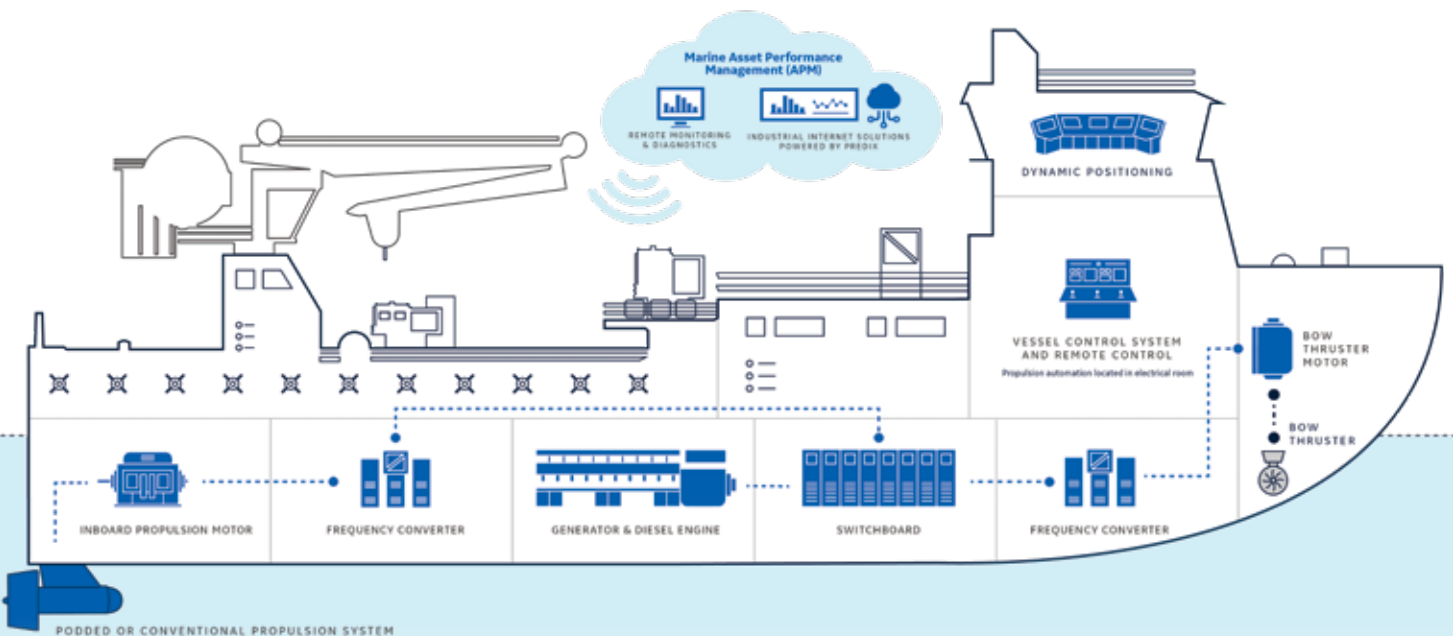 Marine Asset Performance
Management (APM)
REMOTE MONITORING
& DIAGNOSTICS
INDUSTRIAL INTERNET SOLUTIONS
POWERED BY PREDIX
DYNAMIC POSITIONING
VESSEL CONTROL SYSTEM
AND REMOTE CONTROL
Propulsion automation located in electrical room
BOW
THRUSTER
MOTOR
BOW
THRUSTER
INBOARD PROPULSION MOTOR
FREQUENCY CONVERTER
GENERATOR & DIESEL ENGINE
SWITCHBOARD
FREQUENCY CONVERTER
PODDED OR CONVENTIONAL PROPULSION SYSTEM